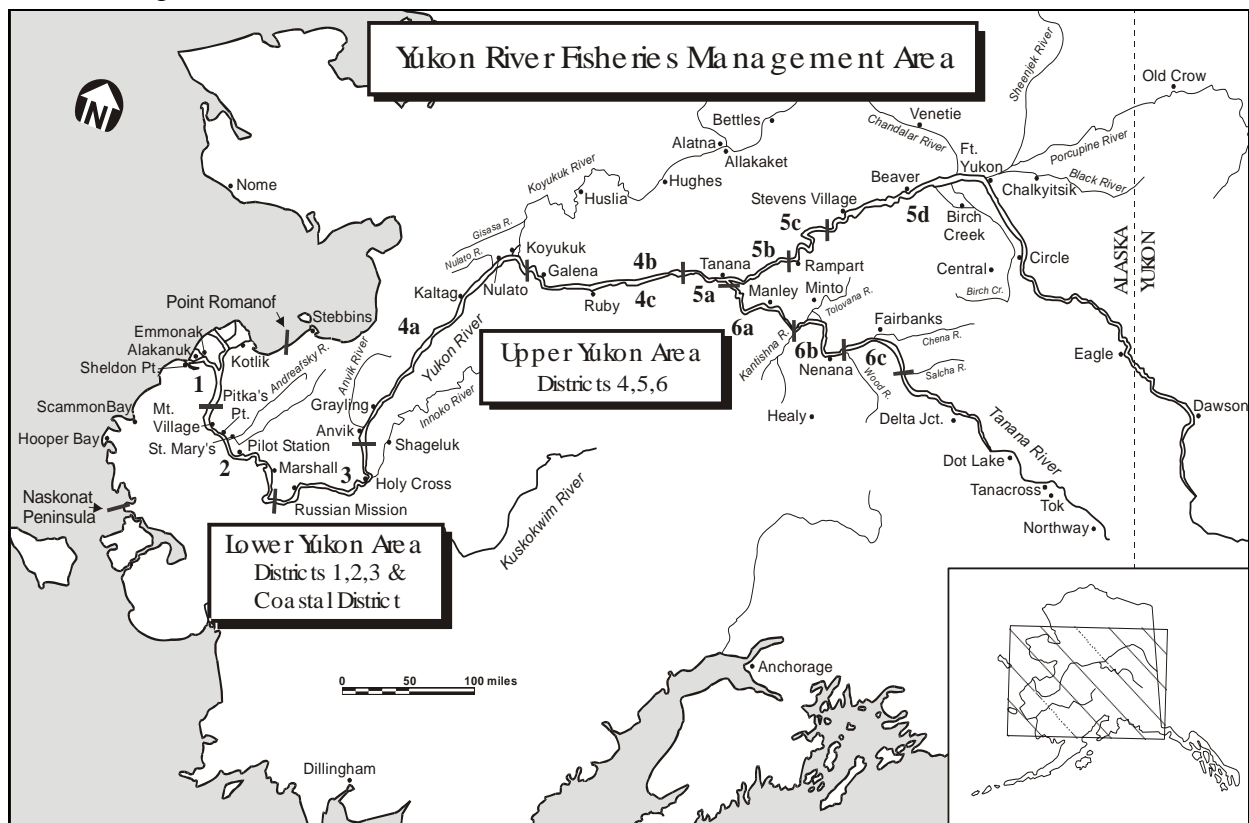 Yukon River Fisheries Management Area
N
Sheenjek River
Old Crow
Venetie
Bettles
Chandalar River
Ft.
Yukon
Porcupine River
Alatna
Allakaket
Black River
Chalkyitsik
Koyukuk River
Hughes
Beaver
Nome
Huslia
Stevens Village
5d
Birch
Creek
5c
Gisasa R.
Koyukuk
Nulato R.
4b
Tanana
5b
Rampart
Central
Circle
ALASKA
YUKON
Galena
Nulato
Kaltag
Ruby
4c
5a
Manley
Minto
Tolovana R.
Birch Cr.
Point Romanof
Stebbins
4a
Yukon River
6a
Fairbanks
Chena R.
Emmonak
Alakanuk
Kotlik
Sheldon Pt.
Andreafsky R.
Anvik River
Upper Yukon Area
Districts 4,5,6
Kantishna R.
6b
Nenana
6c
Wood R.
Salcha R.
Eagle
1
Pitka's
Pt.
Grayling
Innoko River
Healy
Dawson
Scammon Bay
Mt.
Village
Anvik
Delta Jct.
Tanana River
Hooper Bay
St. Mary's
Pilot Station
Shageluk
2
Marshall
3
Holy Cross
Dot Lake
Naskonat
Peninsula
Russian Mission
Tanacross
Tok
Northway
Kuskokwim River
Lower Yukon Area
Districts 1,2,3 &
Coastal District
Anchorage
0 50 100 miles
Dillingham